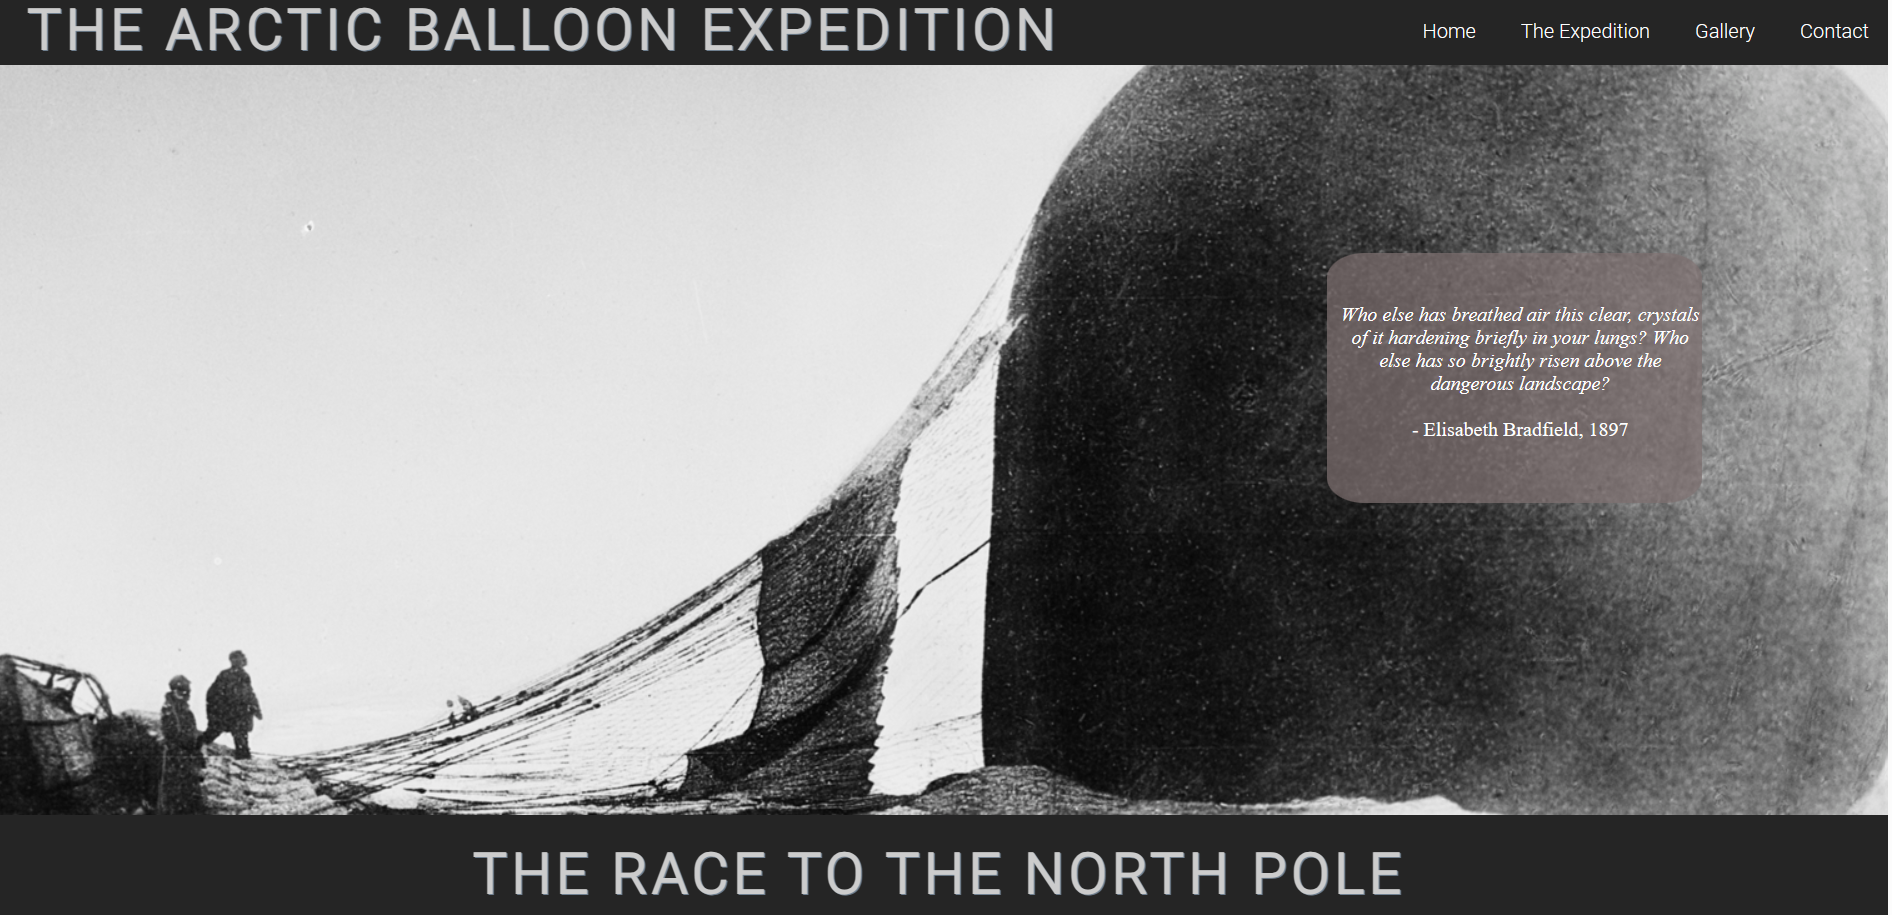 THE ARCTIC BALLOON EXPEDITION
Home
The Expedition
Gallery
Contact
Who else has breathed air this clear, crystals
of it hardening briefly in your lungs? Who
else has so brightly risen above the
dangerous landscape?
- Elisabeth Bradfield, 1897
THE RACE TO THE NORTH POLE